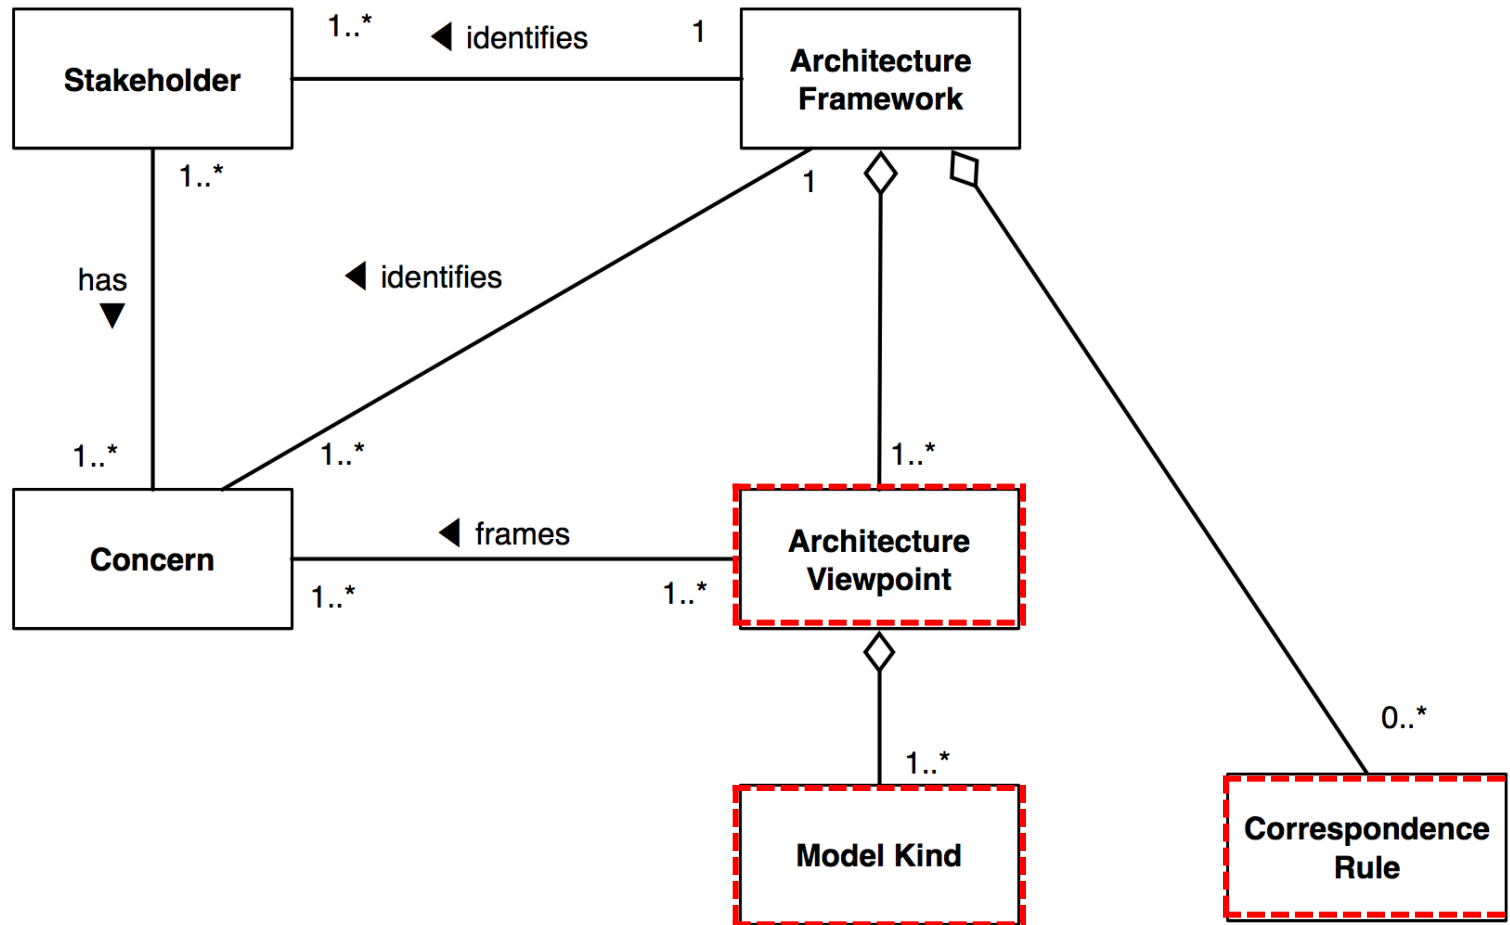 1..*
◀ identifies
1
Stakeholder
Architecture
Framework
1..*
1
has
▼
◀ identifies
1..*
1..*
1..*
◀ frames
Concern
Architecture
Viewpoint
1..*
1..*
0..*
1..*
Model Kind
Correspondence
Rule